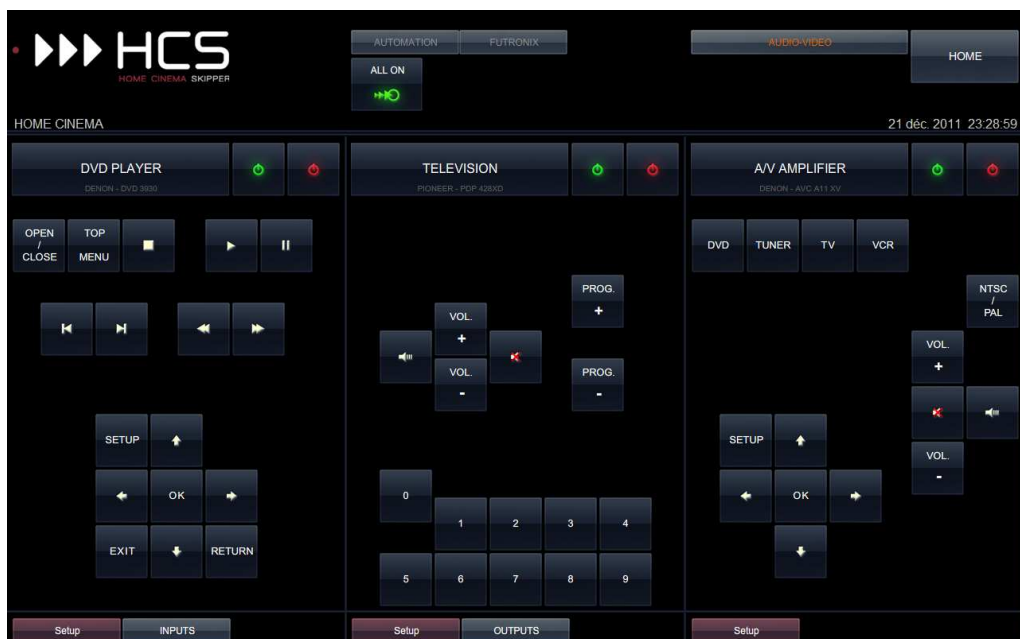 HCS
HOME CINEMA SKIPPER
AUTOMATION FUTRONIX
ALL ON
AUDIO-VIDEO
HOME
HOME CINEMA
21 déc. 2011 23:28:59
DVD PLAYER
DENON - DVD 3930
OPEN / CLOSE
TOP MENU
SETUP
OK
EXIT
RETURN
Setup INPUTS
TELEVISION
PIONEER - PDP 428XD
PROG. +
VOL. +
VOL. -
PROG. -
0
1 2 3 4
5 6 7 8 9
Setup OUTPUTS
A/V AMPLIFIER
DENON - AVC A11 XV
DVD TUNER TV VCR
NTSC / PAL
VOL. +
SETUP
VOL. -
OK
Setup